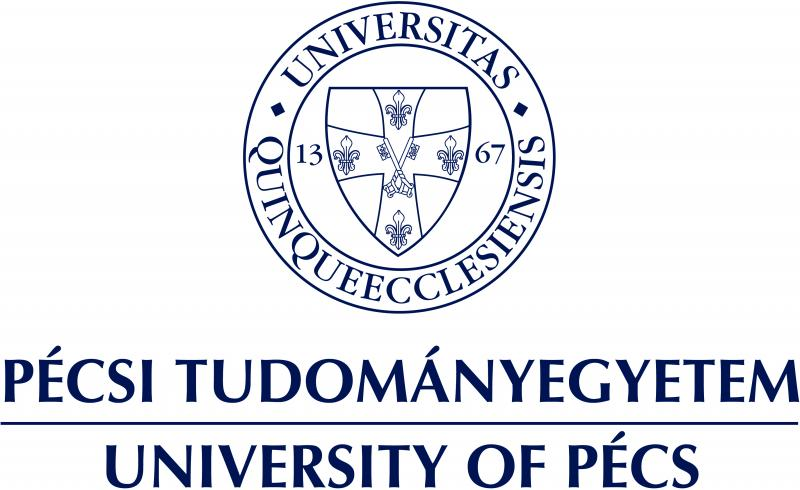 UNIVERSITAS
QUINQUEECCLESIENSIS
13 67
PÉCSI TUDOMÁNYEGYETEM
UNIVERSITY OF PÉCS